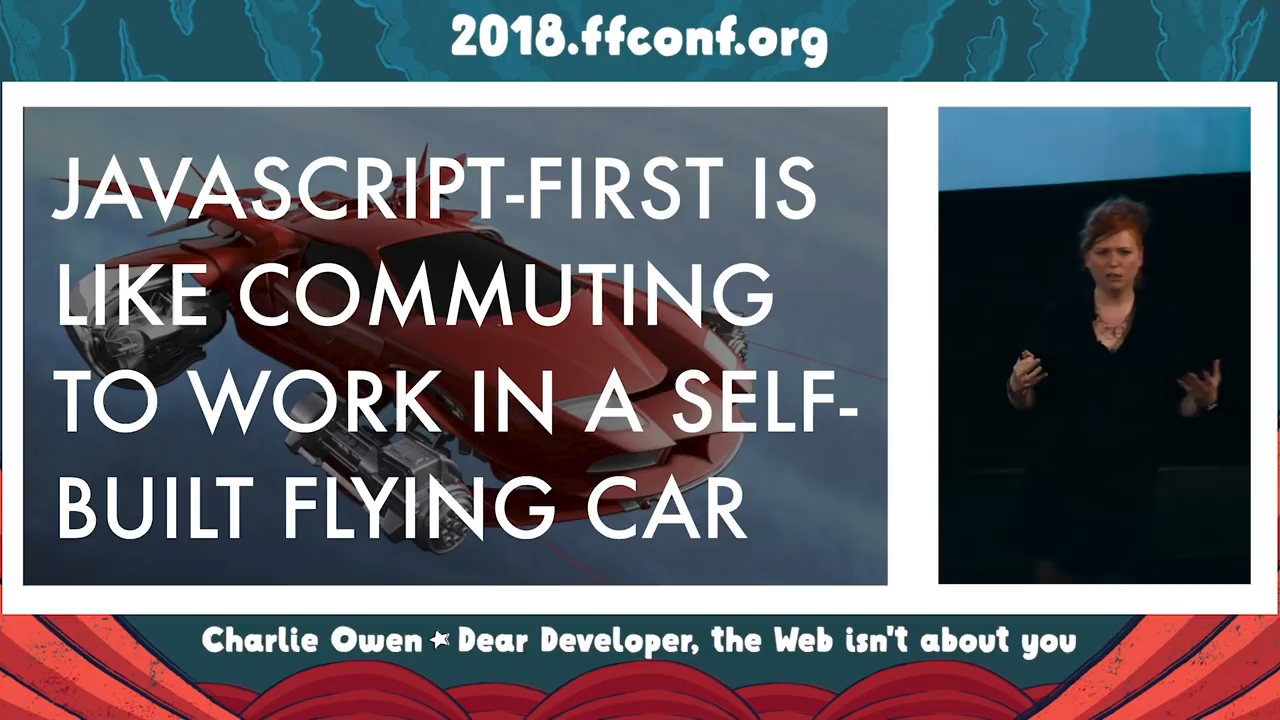 2018.ffconf.org
JAVASCRIPT-FIRST IS
LIKE COMMUTING
TO WORK IN A SELF-
BUILT FLYING CAR
Charlie Owen ★ Dear Developer, the Web isn't about you